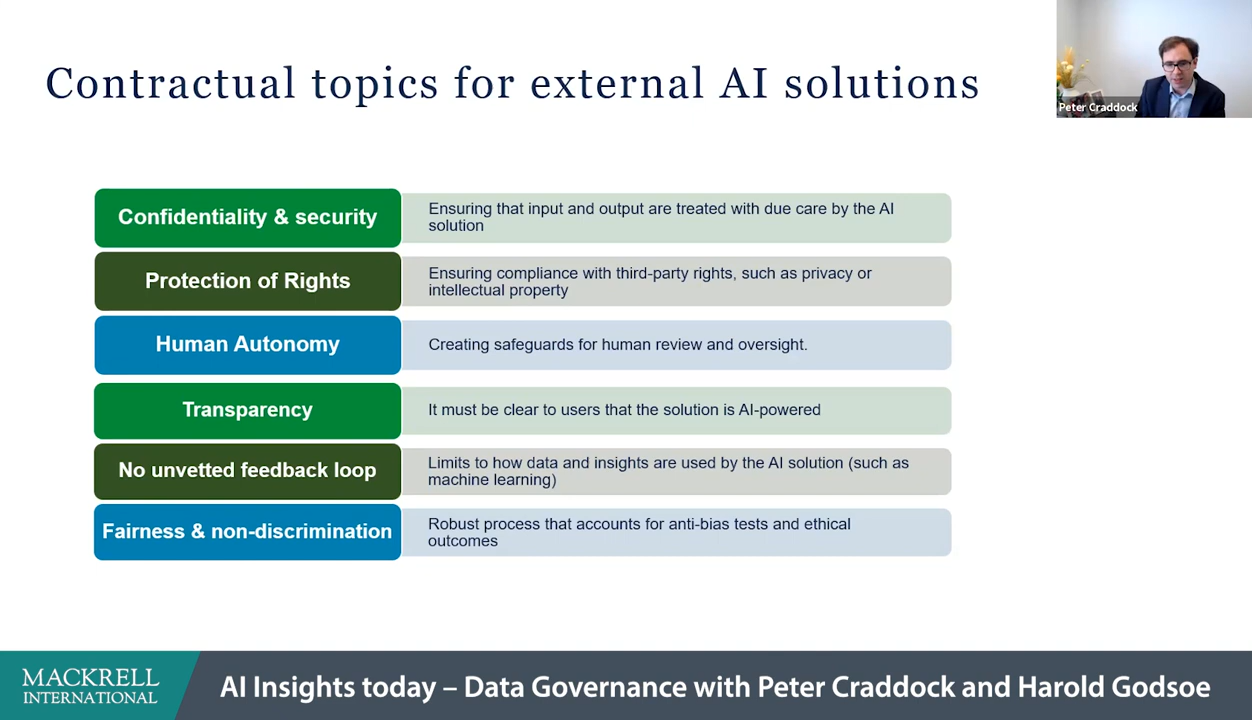 Contractual topics for external AI solutions
Peter Craddock
Confidentiality & security
Ensuring that input and output are treated with due care by the AI
solution
Protection of Rights
Ensuring compliance with third-party rights, such as privacy or
intellectual property
Human Autonomy
Creating safeguards for human review and oversight.
Transparency
It must be clear to users that the solution is AI-powered
No unvetted feedback loop
Limits to how data and insights are used by the AI solution (such as
machine learning)
Fairness & non-discrimination
Robust process that accounts for anti-bias tests and ethical
outcomes
MACKRELL
INTERNATIONAL
AI Insights today – Data Governance with Peter Craddock and Harold Godsoe